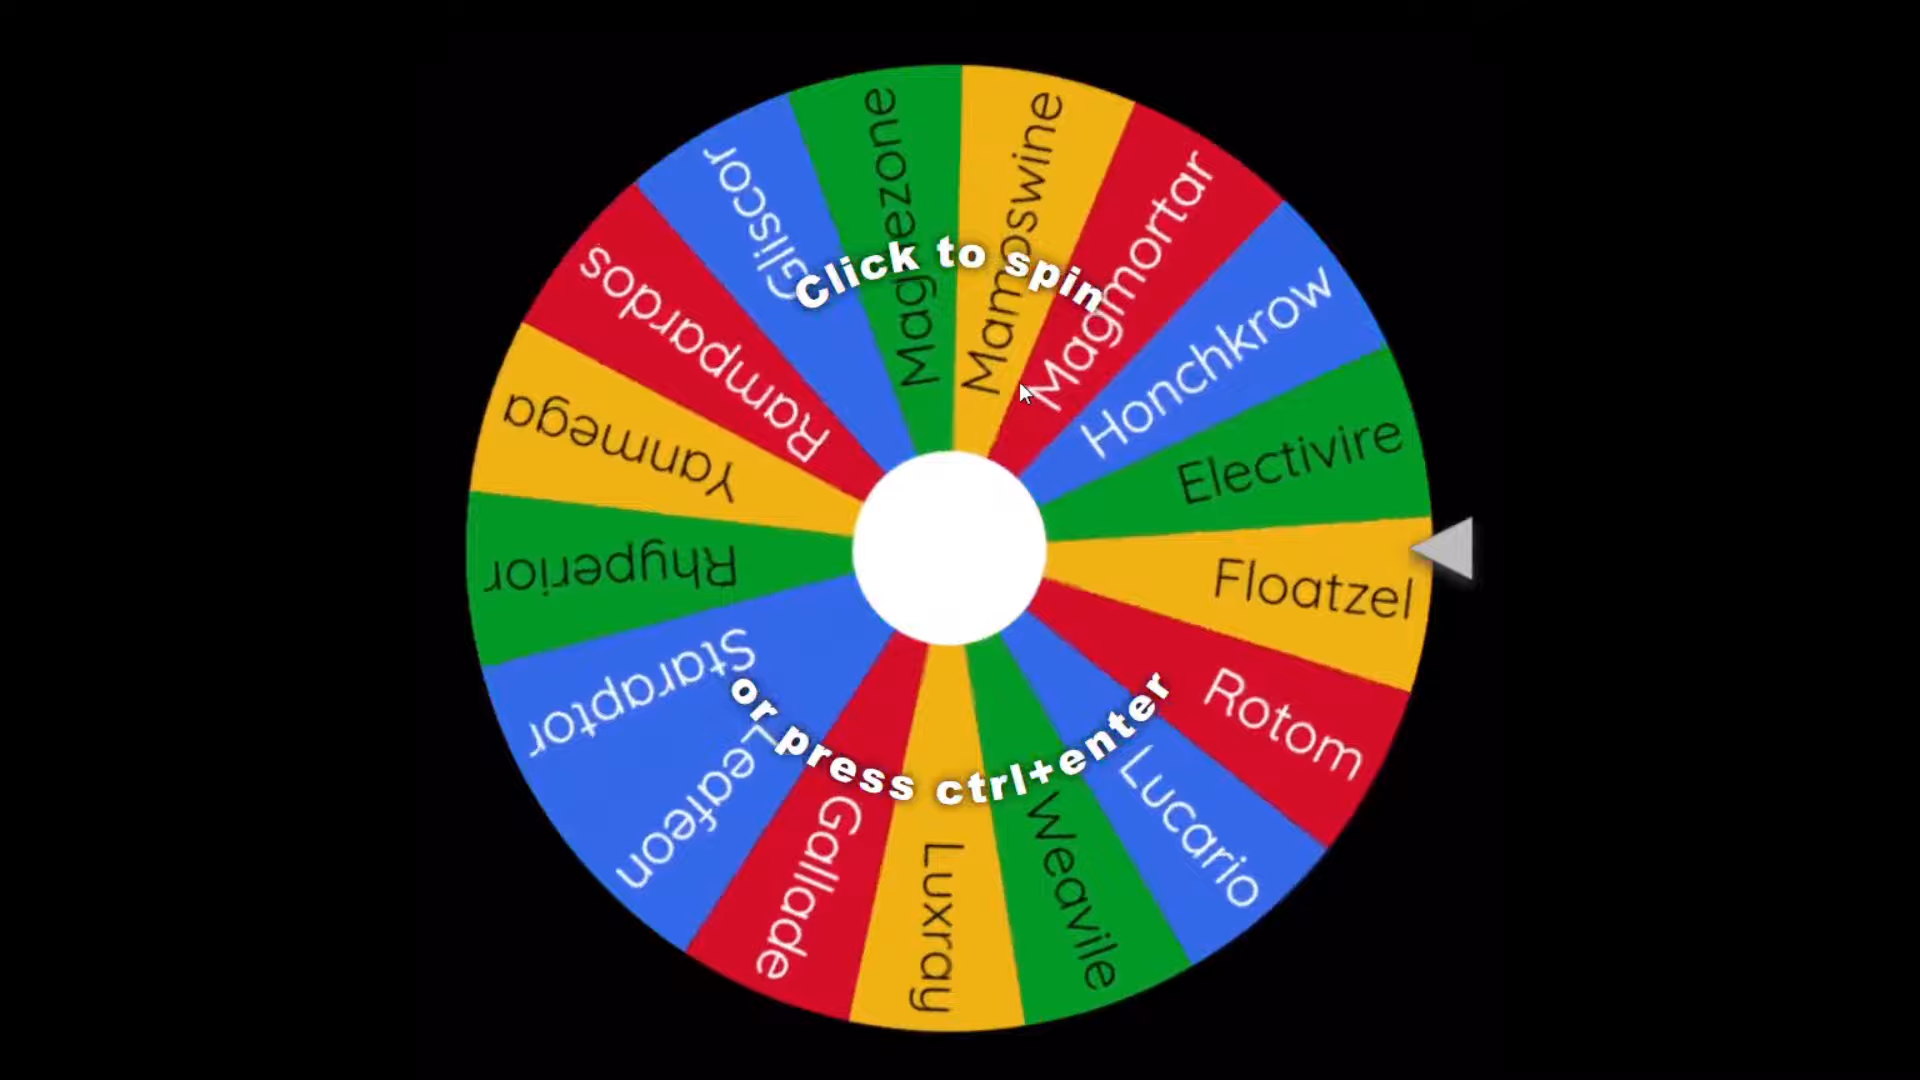 Click to spin
or press ctrl+enter
Magnezone
Mamoswine
Magmortar
Honchkrow
Electivire
Floatzel
Rotom
Lucario
Weavile
Luxray
Gallade
Leafeon
Staraptor
Rhyperior
Yanmega
Rampardos
Gliscor